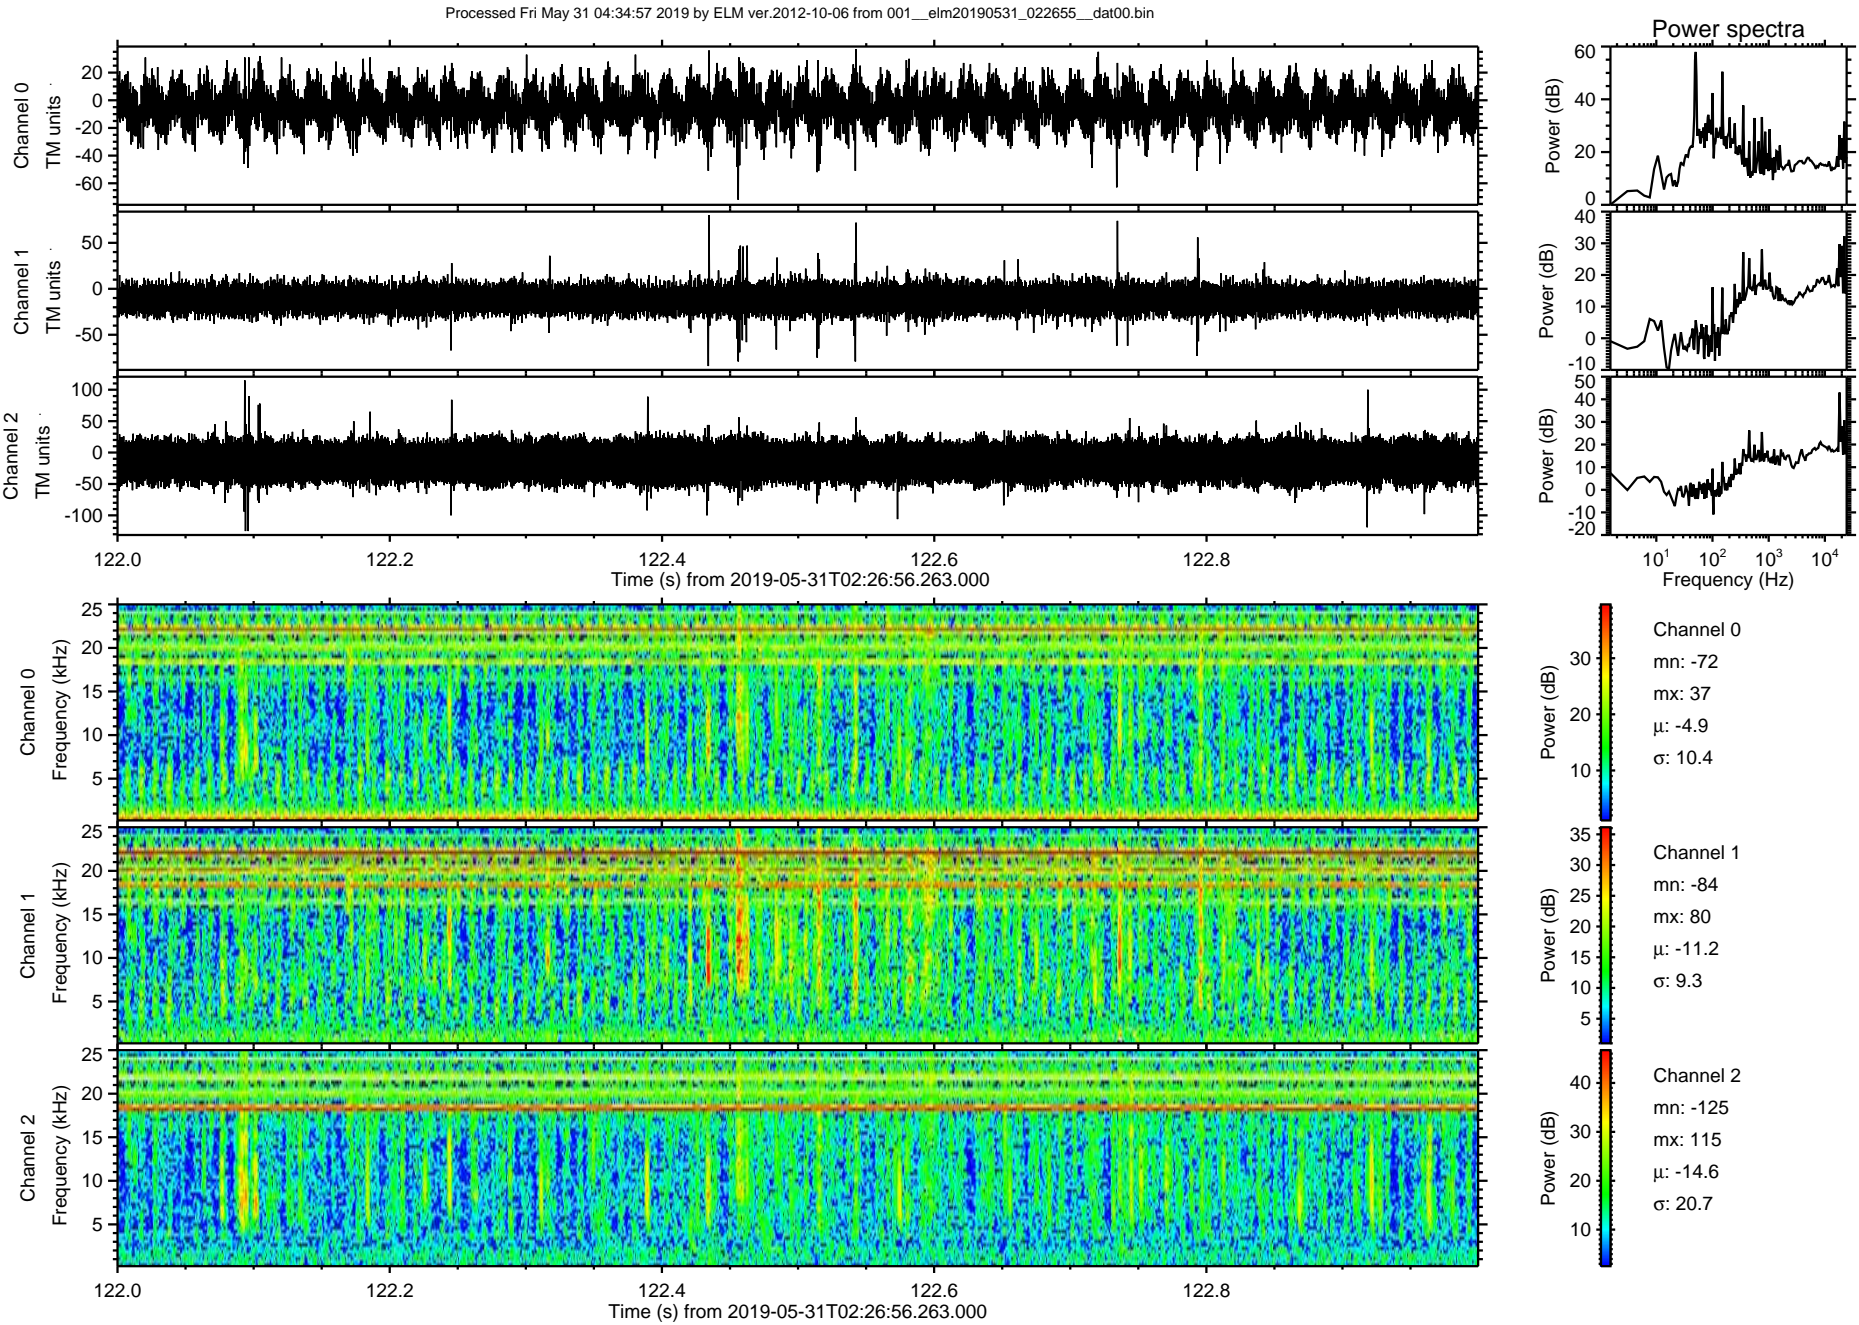 Processed Fri May 31 04:34:57 2019 by ELM ver.2012-10-06 from 001__elm20190531_022655__dat00.bin
Power spectra
Channel 0
TM units
20
0
-20
-40
-60
Power (dB)
60
40
20
0
Channel 1
TM units
50
0
-50
Power (dB)
40
30
20
10
0
-10
Channel 2
TM units
100
50
0
-50
-100
Power (dB)
50
40
30
20
10
0
-10
-20
122.0 122.2 122.4 122.6 122.8
Time (s) from 2019-05-31T02:26:56.263.000
10¹ 10² 10³ 10⁴
Frequency (Hz)
Channel 0
Frequency (kHz)
25
20
15
10
5
Power (dB)
30
20
10
Channel 0
mn: -72
mx: 37
μ: -4.9
σ: 10.4
Channel 1
Frequency (kHz)
25
20
15
10
5
Power (dB)
35
30
25
20
15
10
5
Channel 1
mn: -84
mx: 80
μ: -11.2
σ: 9.3
Channel 2
Frequency (kHz)
25
20
15
10
5
Power (dB)
40
30
20
10
Channel 2
mn: -125
mx: 115
μ: -14.6
σ: 20.7
122.0 122.2 122.4 122.6 122.8
Time (s) from 2019-05-31T02:26:56.263.000